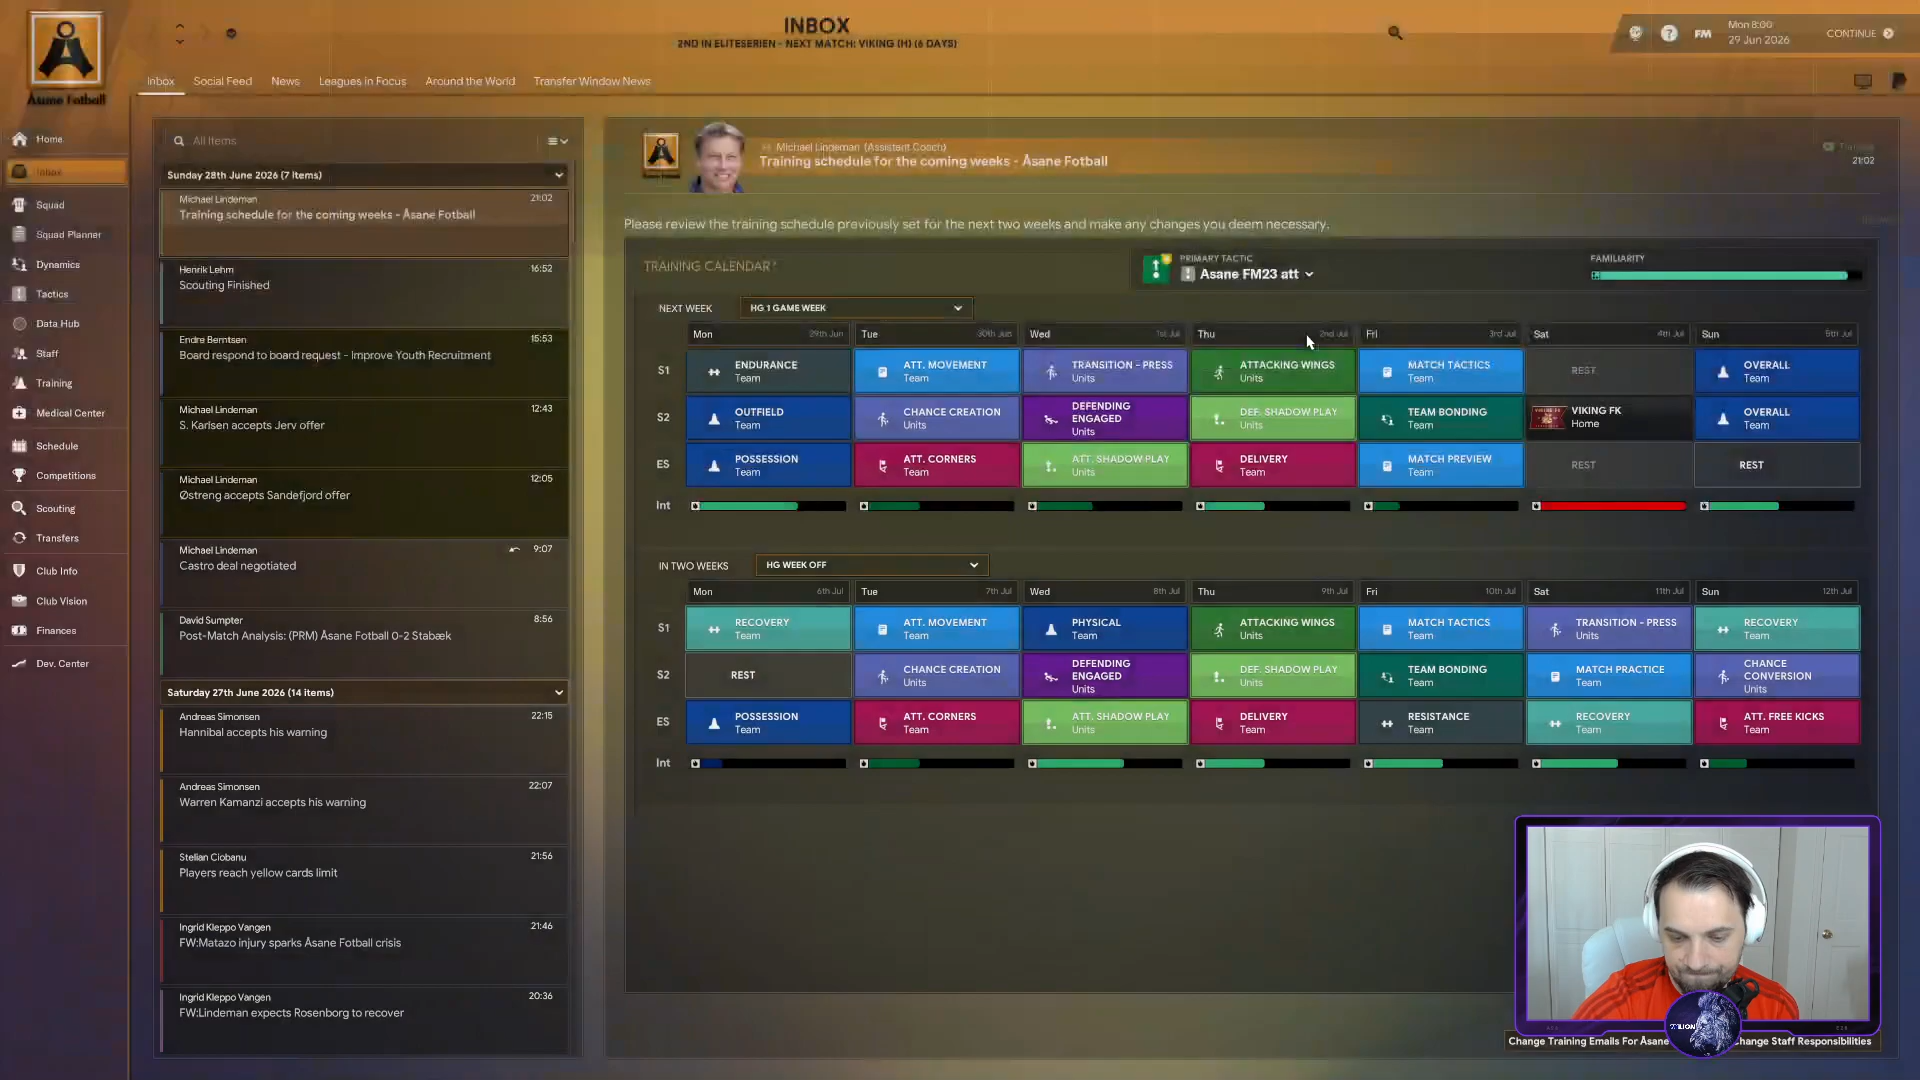 INBOX
2ND IN ELITESERIEN - NEXT MATCH: VIKING (H) (6 DAYS)
FM
Mon 8:00
29 Jun 2026
CONTINUE
Åsane Fotball
Inbox
Social Feed
News
Leagues in Focus
Around the World
Transfer Window News
Home
Inbox
Squad
Squad Planner
Dynamics
Tactics
Data Hub
Staff
Training
Medical Center
Schedule
Competitions
Scouting
Transfers
Club Info
Club Vision
Finances
Dev. Center
All Items
Sunday 28th June 2026 (7 Items)
Michael Lindeman 21:02
Training schedule for the coming weeks - Åsane Fotball
Henrik Lehm 16:52
Scouting Finished
Endre Berntsen 15:53
Board respond to board request - Improve Youth Recruitment
Michael Lindeman 12:43
S. Karlsen accepts Jerv offer
Michael Lindeman 12:05
Østreng accepts Sandefjord offer
Michael Lindeman 9:07
Castro deal negotiated
David Sumpter 8:56
Post-Match Analysis: (PRM) Åsane Fotball 0-2 Stabæk
Saturday 27th June 2026 (14 items)
Andreas Simonsen 22:15
Hannibal accepts his warning
Andreas Simonsen 22:07
Warren Kamanzi accepts his warning
Stelian Ciobanu 21:56
Players reach yellow cards limit
Ingrid Kleppo Vangen 21:46
FW:Matazo injury sparks Åsane Fotball crisis
Ingrid Kleppo Vangen 20:36
FW:Lindeman expects Rosenborg to recover
Michael Lindeman (Assistant Coach)
Training schedule for the coming weeks - Åsane Fotball
Training
21:02
Please review the training schedule previously set for the next two weeks and make any changes you deem necessary.
TRAINING CALENDAR
PRIMARY TACTIC
Asane FM23 att
FAMILIARITY
NEXT WEEK HG 1 GAME WEEK
Mon 29th Jun Tue 30th Jun Wed 1st Jul Thu 2nd Jul Fri 3rd Jul Sat 4th Jul Sun 5th Jul
S1 ENDURANCE Team ATT. MOVEMENT Team TRANSITION - PRESS Units ATTACKING WINGS Units MATCH TACTICS Team REST OVERALL Team
S2 OUTFIELD Team CHANCE CREATION Units DEFENDING ENGAGED Units DEF. SHADOW PLAY Units TEAM BONDING Team VIKING FK Home OVERALL Team
ES POSSESSION Team ATT. CORNERS Team ATT. SHADOW PLAY Units DELIVERY Team MATCH PREVIEW Team REST REST
Int
IN TWO WEEKS HG WEEK OFF
Mon 6th Jul Tue 7th Jul Wed 8th Jul Thu 9th Jul Fri 10th Jul Sat 11th Jul Sun 12th Jul
S1 RECOVERY Team ATT. MOVEMENT Team PHYSICAL Team ATTACKING WINGS Units MATCH TACTICS Team TRANSITION - PRESS Units RECOVERY Team
S2 REST CHANCE CREATION Units DEFENDING ENGAGED Units DEF. SHADOW PLAY Units TEAM BONDING Team MATCH PRACTICE Team CHANCE CONVERSION Units
ES POSSESSION Team ATT. CORNERS Team ATT. SHADOW PLAY Units DELIVERY Team RESISTANCE Team RECOVERY Team ATT. FREE KICKS Team
Int
Change Training Emails For Åsane
Change Staff Responsibilities